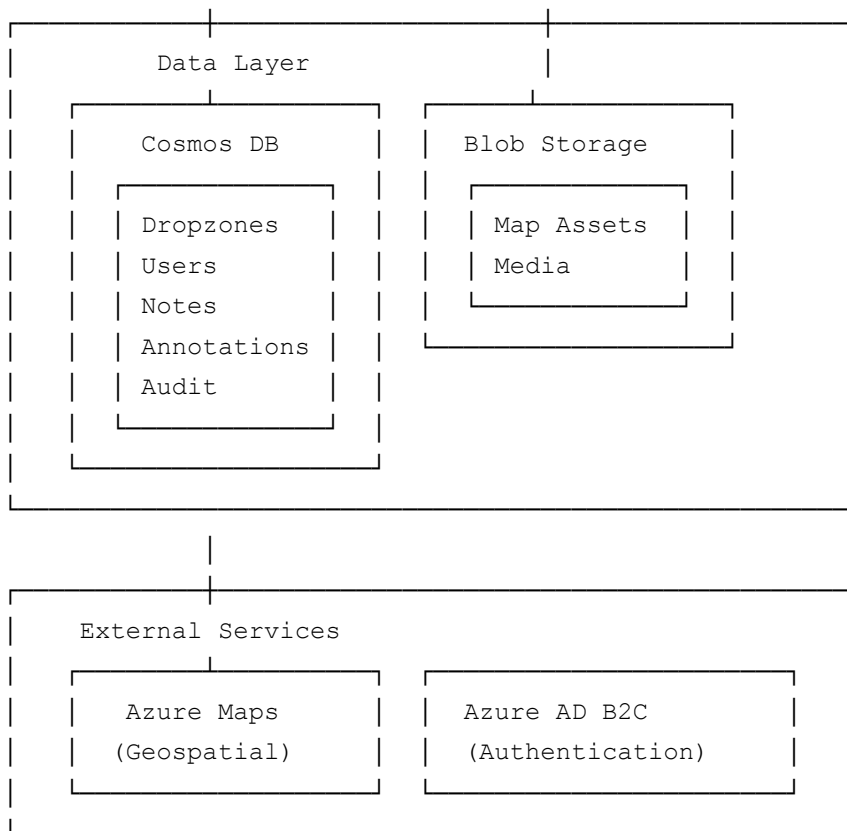 Data Layer
Cosmos DB
Dropzones
Users
Notes
Annotations
Audit
Blob Storage
Map Assets
Media
External Services
Azure Maps
(Geospatial)
Azure AD B2C
(Authentication)